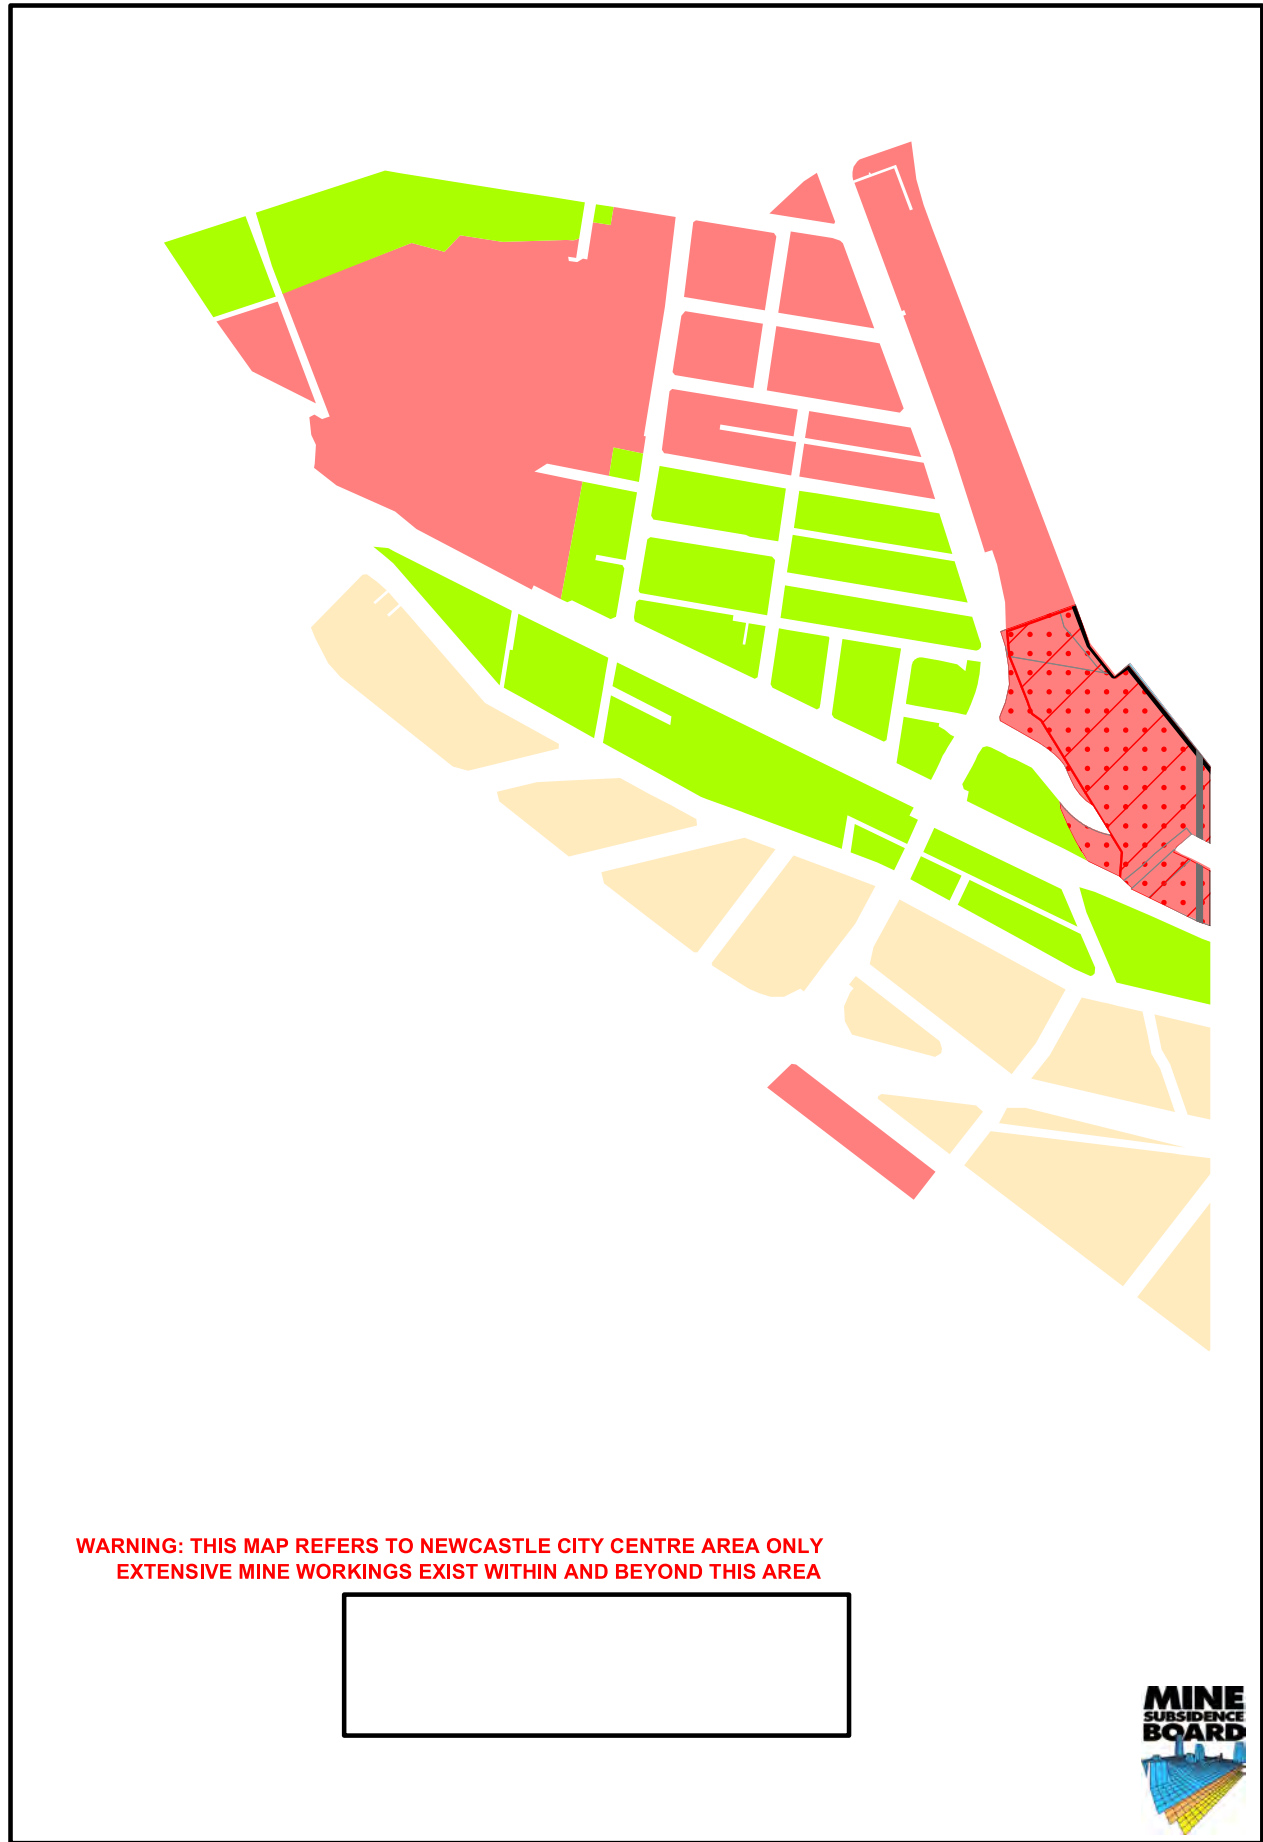 WARNING: THIS MAP REFERS TO NEWCASTLE CITY CENTRE AREA ONLY
EXTENSIVE MINE WORKINGS EXIST WITHIN AND BEYOND THIS AREA
MINE
SUBSIDENCE
BOARD